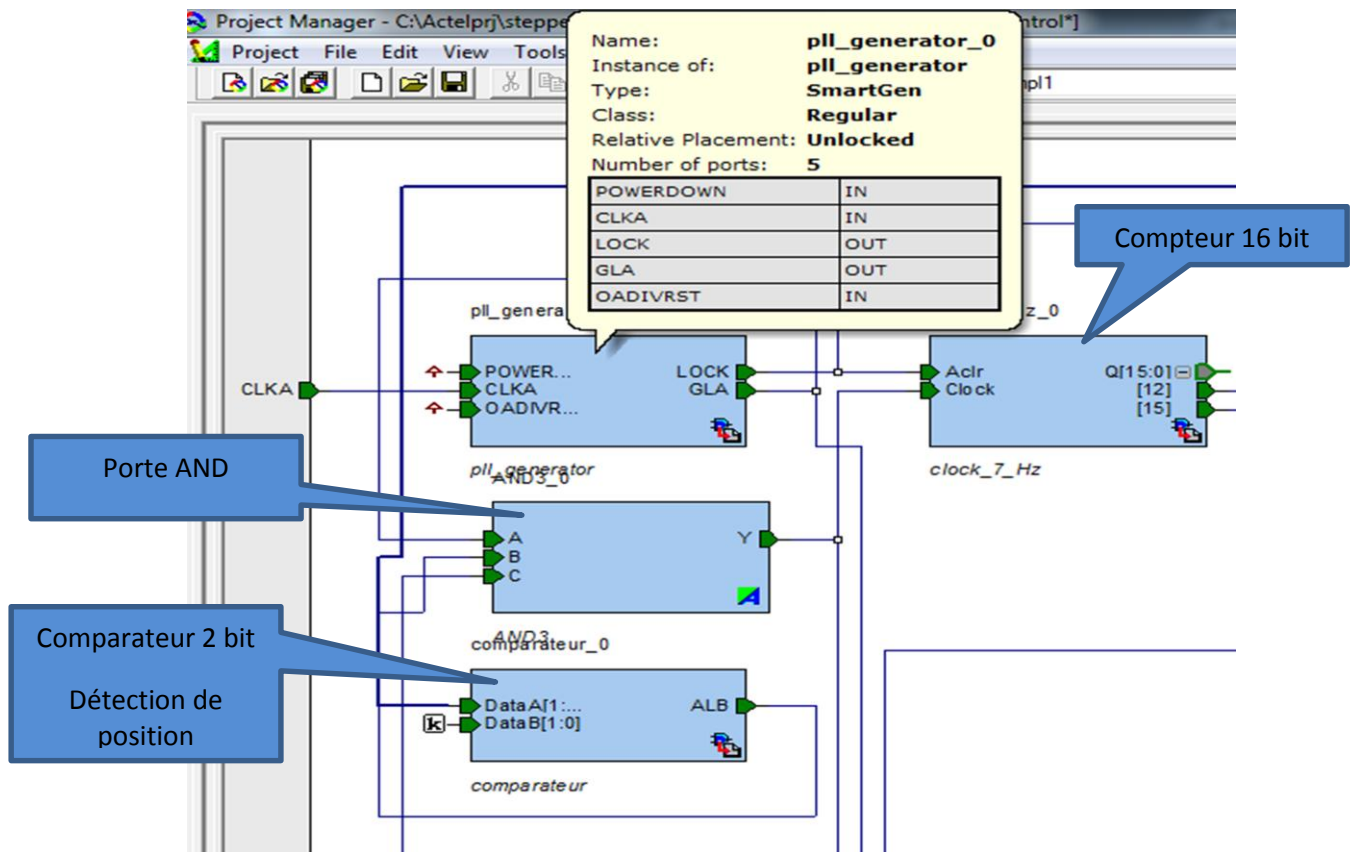 Project Manager - C:\Actelprj\steppe
ntrol*]
Project File Edit View Tools
npl1
Name: pll_generator_0
Instance of: pll_generator
Type: SmartGen
Class: Regular
Relative Placement: Unlocked
Number of ports: 5
POWERDOWN IN
CLKA IN
LOCK OUT
GLA OUT
OADIVRST IN
Compteur 16 bit
pll_genera
z_0
CLKA
POWER... LOCK
CLKA GLA
OADIVR...
pll_generator
Aclr Q[15:0]
Clock [12]
[15]
clock_7_Hz
Porte AND
AND3_0
A Y
B
C
AND3
Comparateur 2 bit
Détection de
position
comparateur_0
DataA[1:... ALB
k DataB[1:0]
comparateur